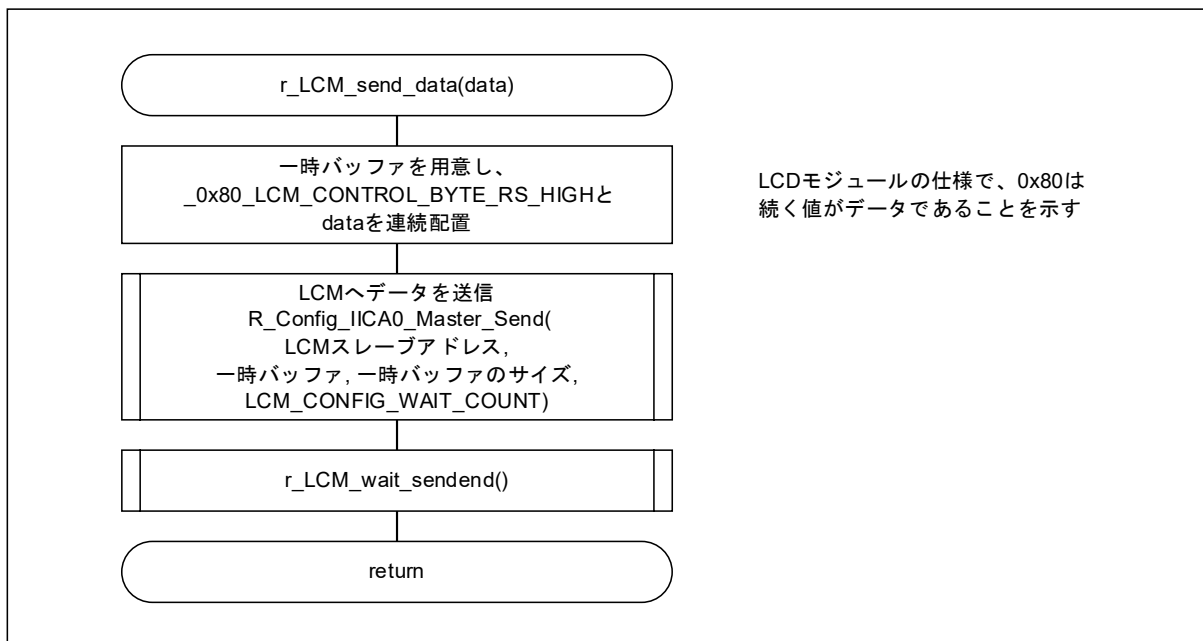 r_LCM_send_data(data)
一時バッファを用意し、
_0x80_LCM_CONTROL_BYTE_RS_HIGHと
dataを連続配置
LCDモジュールの仕様で、0x80は
続く値がデータであることを示す
LCMへデータを送信
R_Config_IICA0_Master_Send(
LCMスレーブアドレス,
一時バッファ, 一時バッファのサイズ,
LCM_CONFIG_WAIT_COUNT)
r_LCM_wait_sendend()
return